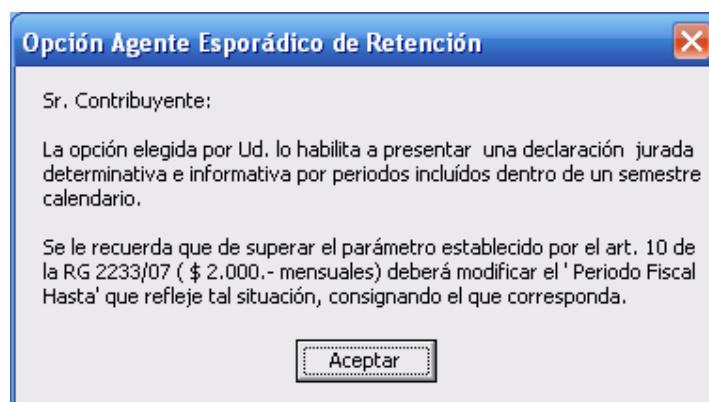 Opción Agente Esporádico de Retención
Sr. Contribuyente:
La opción elegida por Ud. lo habilita a presentar una declaración jurada
determinativa e informativa por periodos incluídos dentro de un semestre
calendario.
Se le recuerda que de superar el parámetro establecido por el art. 10 de
la RG 2233/07 ( $ 2.000.- mensuales) deberá modificar el ' Periodo Fiscal
Hasta' que refleje tal situación, consignando el que corresponda.
Aceptar